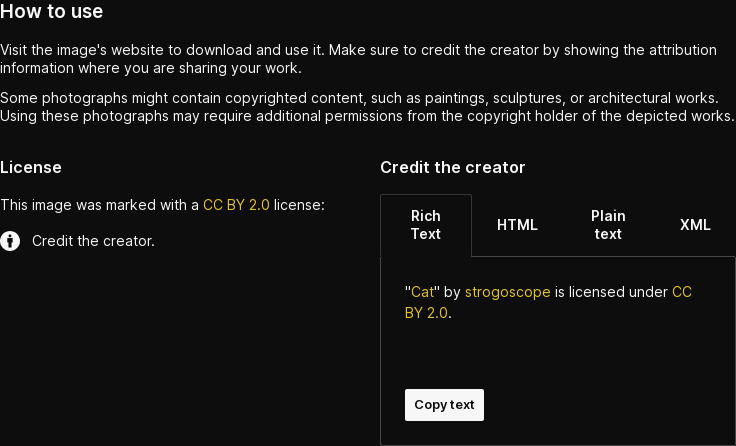 How to use
Visit the image's website to download and use it. Make sure to credit the creator by showing the attribution
information where you are sharing your work.
Some photographs might contain copyrighted content, such as paintings, sculptures, or architectural works.
Using these photographs may require additional permissions from the copyright holder of the depicted works.
License
This image was marked with a CC BY 2.0 license:
Credit the creator.
Credit the creator
Rich
Text
HTML
Plain
text
XML
"Cat" by strogoscope is licensed under CC
BY 2.0.
Copy text